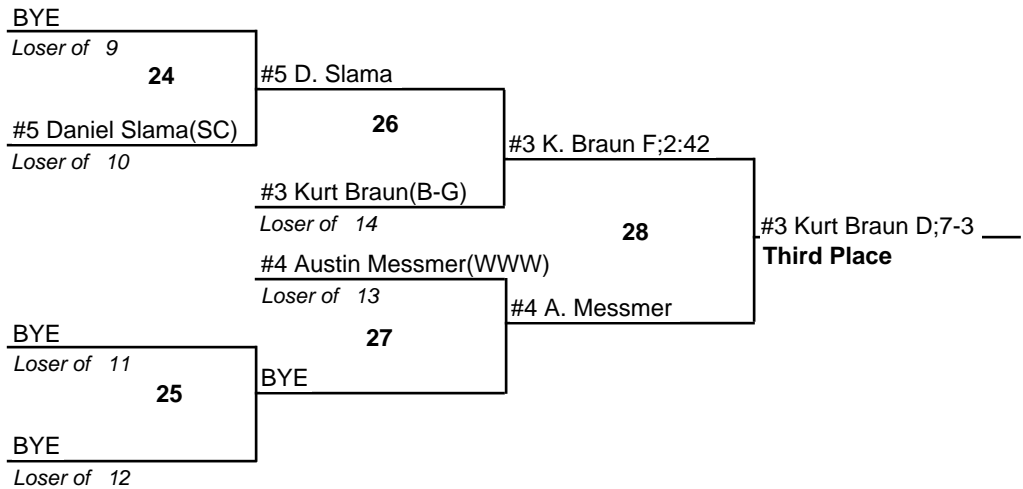 BYE
Loser of 9
24
#5 D. Slama
26
#5 Daniel Slama(SC)
Loser of 10
#3 K. Braun F;2:42
#3 Kurt Braun(B-G)
Loser of 14
28
#3 Kurt Braun D;7-3
Third Place
#4 Austin Messmer(WWW)
Loser of 13
#4 A. Messmer
27
BYE
Loser of 11
BYE
25
BYE
Loser of 12